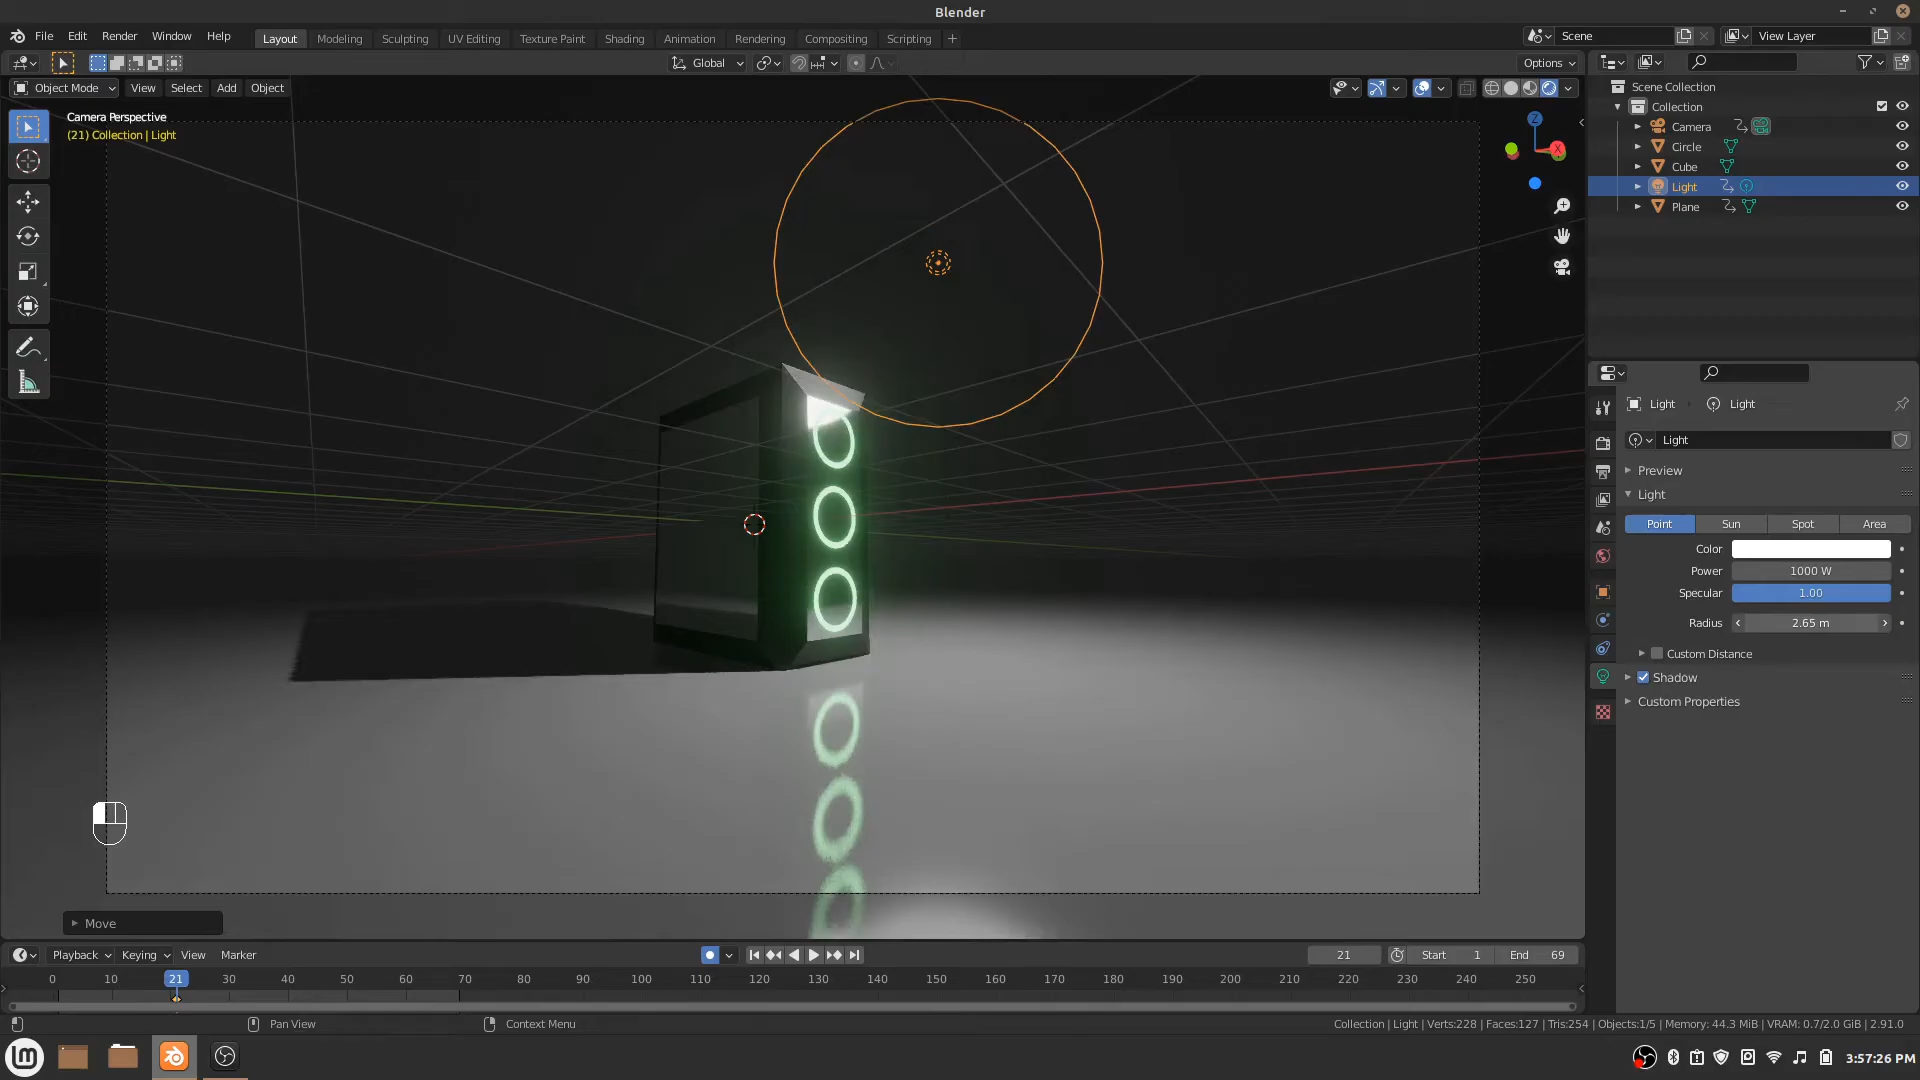 Blender
File Edit Render Window Help
Layout Modeling Sculpting UV Editing Texture Paint Shading Animation Rendering Compositing Scripting
Scene
View Layer
Global
Options
Object Mode View Select Add Object
Camera Perspective
(21) Collection | Light
Z
X
Scene Collection
Collection
Camera
Circle
Cube
Light
Plane
Light Light
Light
Preview
Light
Point Sun Spot Area
Color
Power 1000 W
Specular 1.00
Radius 2.65 m
Custom Distance
Shadow
Custom Properties
Move
Playback Keying View Marker
21 Start 1 End 69
0 10 21 30 40 50 60 70 80 90 100 110 120 130 140 150 160 170 180 190 200 210 220 230 240 250
Pan View Context Menu
Collection | Light | Verts:228 | Faces:127 | Tris:254 | Objects:1/5 | Memory: 44.3 MiB | VRAM: 0.7/2.0 GiB | 2.91.0
3:57:26 PM